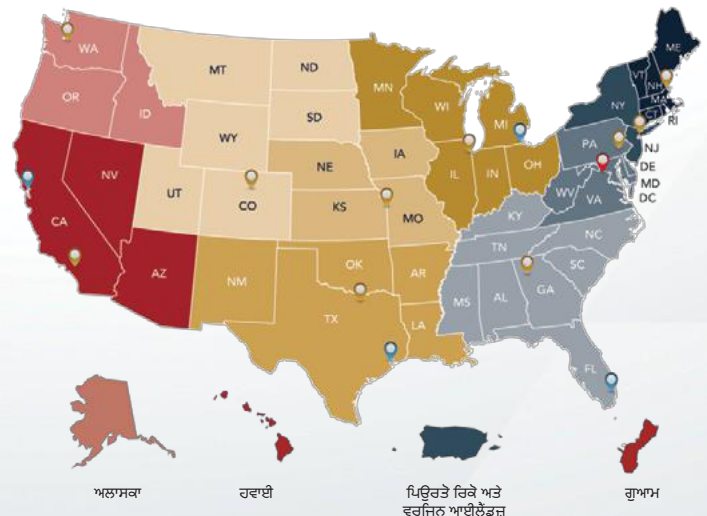 WA
OR
ID
MT
ND
SD
WY
NE
UT
CO
KS
CA
NV
AZ
NM
OK
TX
MN
WI
MI
IA
IL
IN
OH
MO
AR
LA
KY
TN
MS
AL
GA
NC
SC
FL
WV
VA
PA
NY
VT
NH
ME
MA
CT
RI
NJ
DE
MD
DC
ਅਲਾਸਕਾ
ਹਵਾਈ
ਪਿਉਰਤੋ ਰਿਕੋ ਅਤੇ
ਵਰਜਿਨ ਆਈਲੈਂਡਜ਼
ਗੁਆਮ